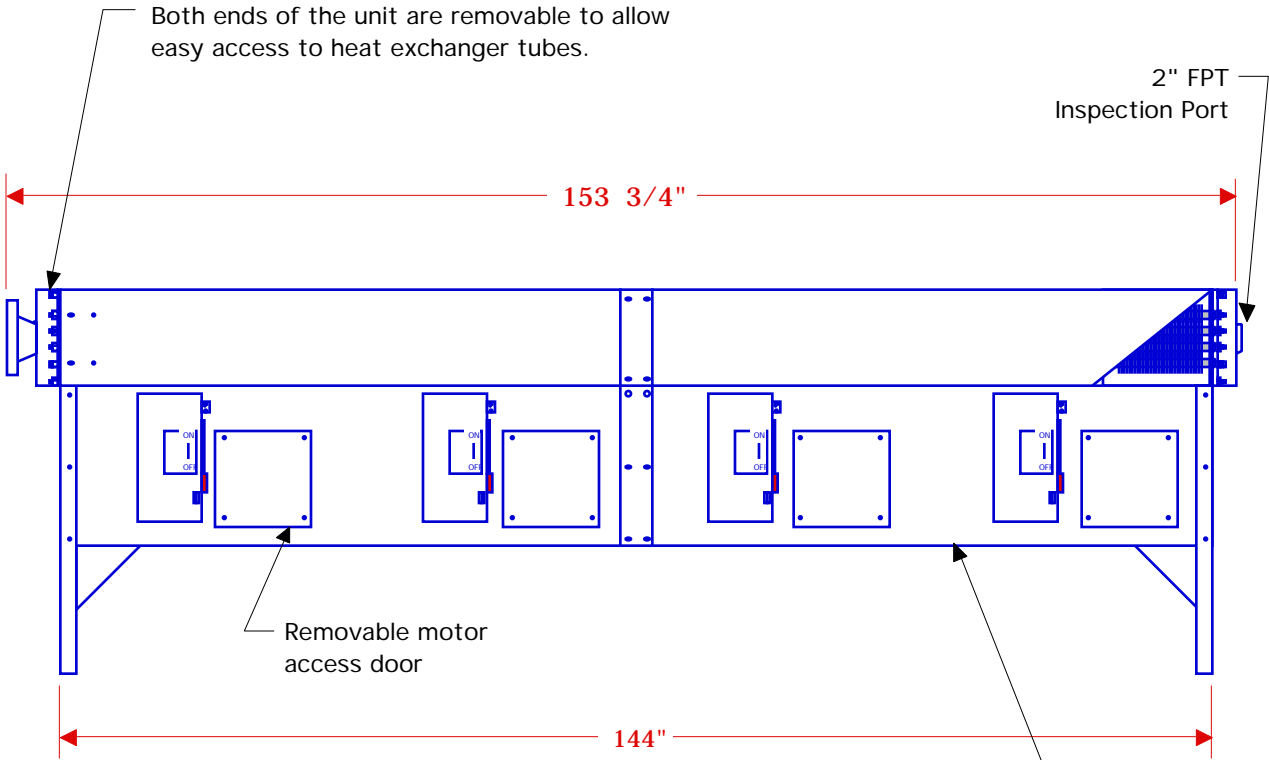 Both ends of the unit are removable to allow
easy access to heat exchanger tubes.
2" FPT
Inspection Port
153 3/4"
ON
OFF
ON
OFF
ON
OFF
ON
OFF
Removable motor
access door
144"